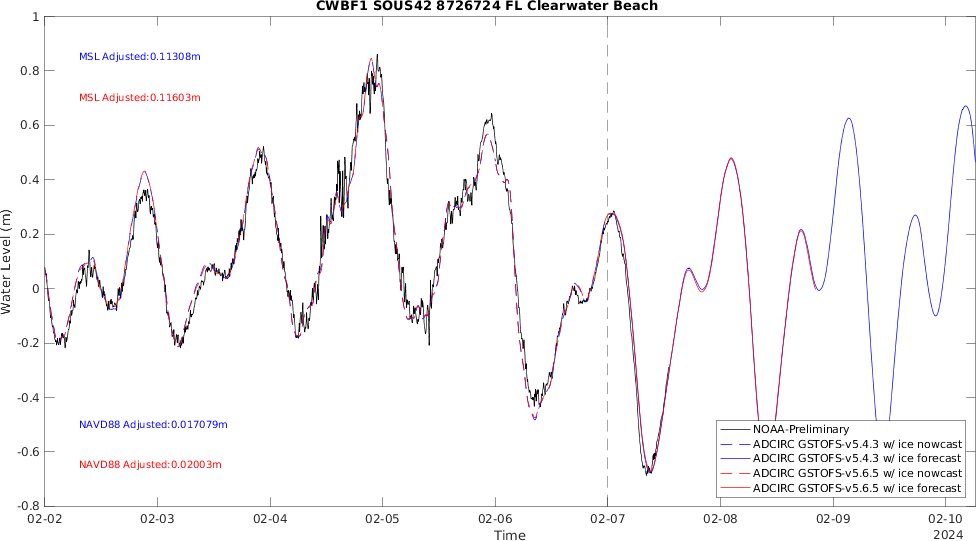 CWBF1 SOUS42 8726724 FL Clearwater Beach
1
0.8
0.6
0.4
0.2
0
-0.2
-0.4
-0.6
-0.8
Water Level (m)
MSL Adjusted:0.11308m
MSL Adjusted:0.11603m
NAVD88 Adjusted:0.017079m
NAVD88 Adjusted:0.02003m
NOAA-Preliminary
ADCIRC GSTOFS-v5.4.3 w/ ice nowcast
ADCIRC GSTOFS-v5.4.3 w/ ice forecast
ADCIRC GSTOFS-v5.6.5 w/ ice nowcast
ADCIRC GSTOFS-v5.6.5 w/ ice forecast
02-02 02-03 02-04 02-05 02-06 02-07 02-08 02-09 02-10
2024
Time